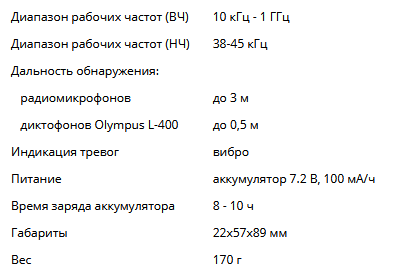 Диапазон рабочих частот (ВЧ) 10 кГц - 1 ГГц
Диапазон рабочих частот (НЧ) 38-45 кГц
Дальность обнаружения:
радиомикрофонов до 3 м
диктофонов Olympus L-400 до 0,5 м
Индикация тревог вибро
Питание аккумулятор 7.2 В, 100 мА/ч
Время заряда аккумулятора 8 - 10 ч
Габариты 22х57х89 мм
Вес 170 г